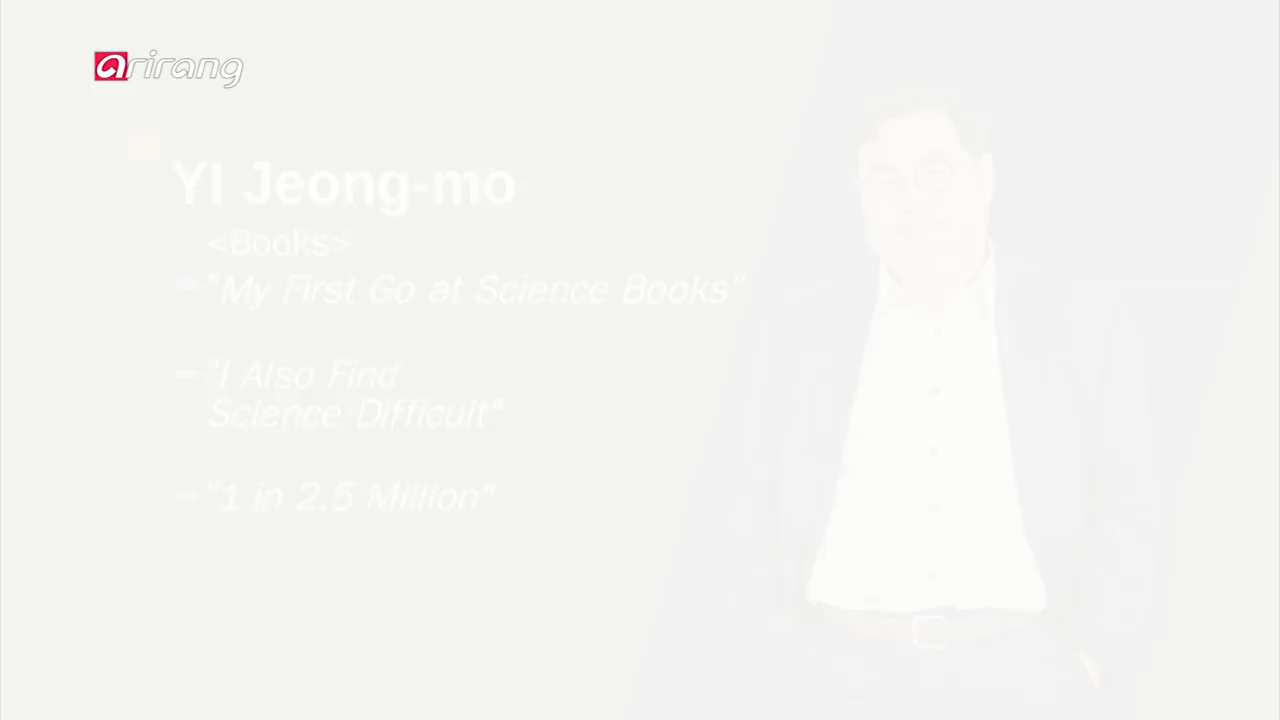 arirang
YI Jeong-mo
<Books>
-"My First Go at Science Books"
-"I Also Find
Science Difficult"
-"1 in 2.5 Million"